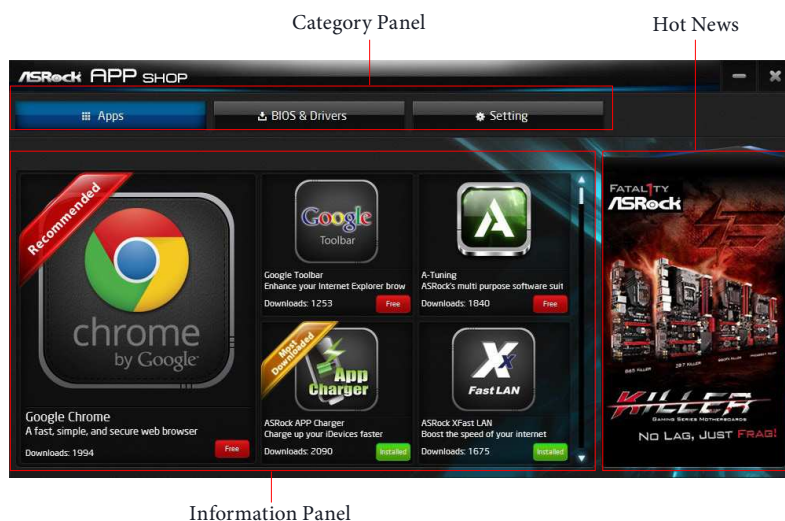 Category Panel
Hot News
ASRock APP SHOP
Apps
BIOS & Drivers
Setting
Recommended
chrome
by Google
Google Chrome
A fast, simple, and secure web browser
Downloads: 1994
Free
Google
Toolbar
Google Toolbar
Enhance your Internet Explorer brow
Downloads: 1253
Free
A
A-Tuning
ASRock's multi purpose software suit
Downloads: 1840
Free
Most
Downloaded
App
Charger
ASRock APP Charger
Charge up your iDevices faster
Downloads: 2090
Installed
X
Fast LAN
ASRock XFast LAN
Boost the speed of your internet
Downloads: 1675
Installed
FATAL1TY
ASRock
KILLER
GAMING SERIES MOTHERBOARDS
NO LAG, JUST FRAG!
Information Panel